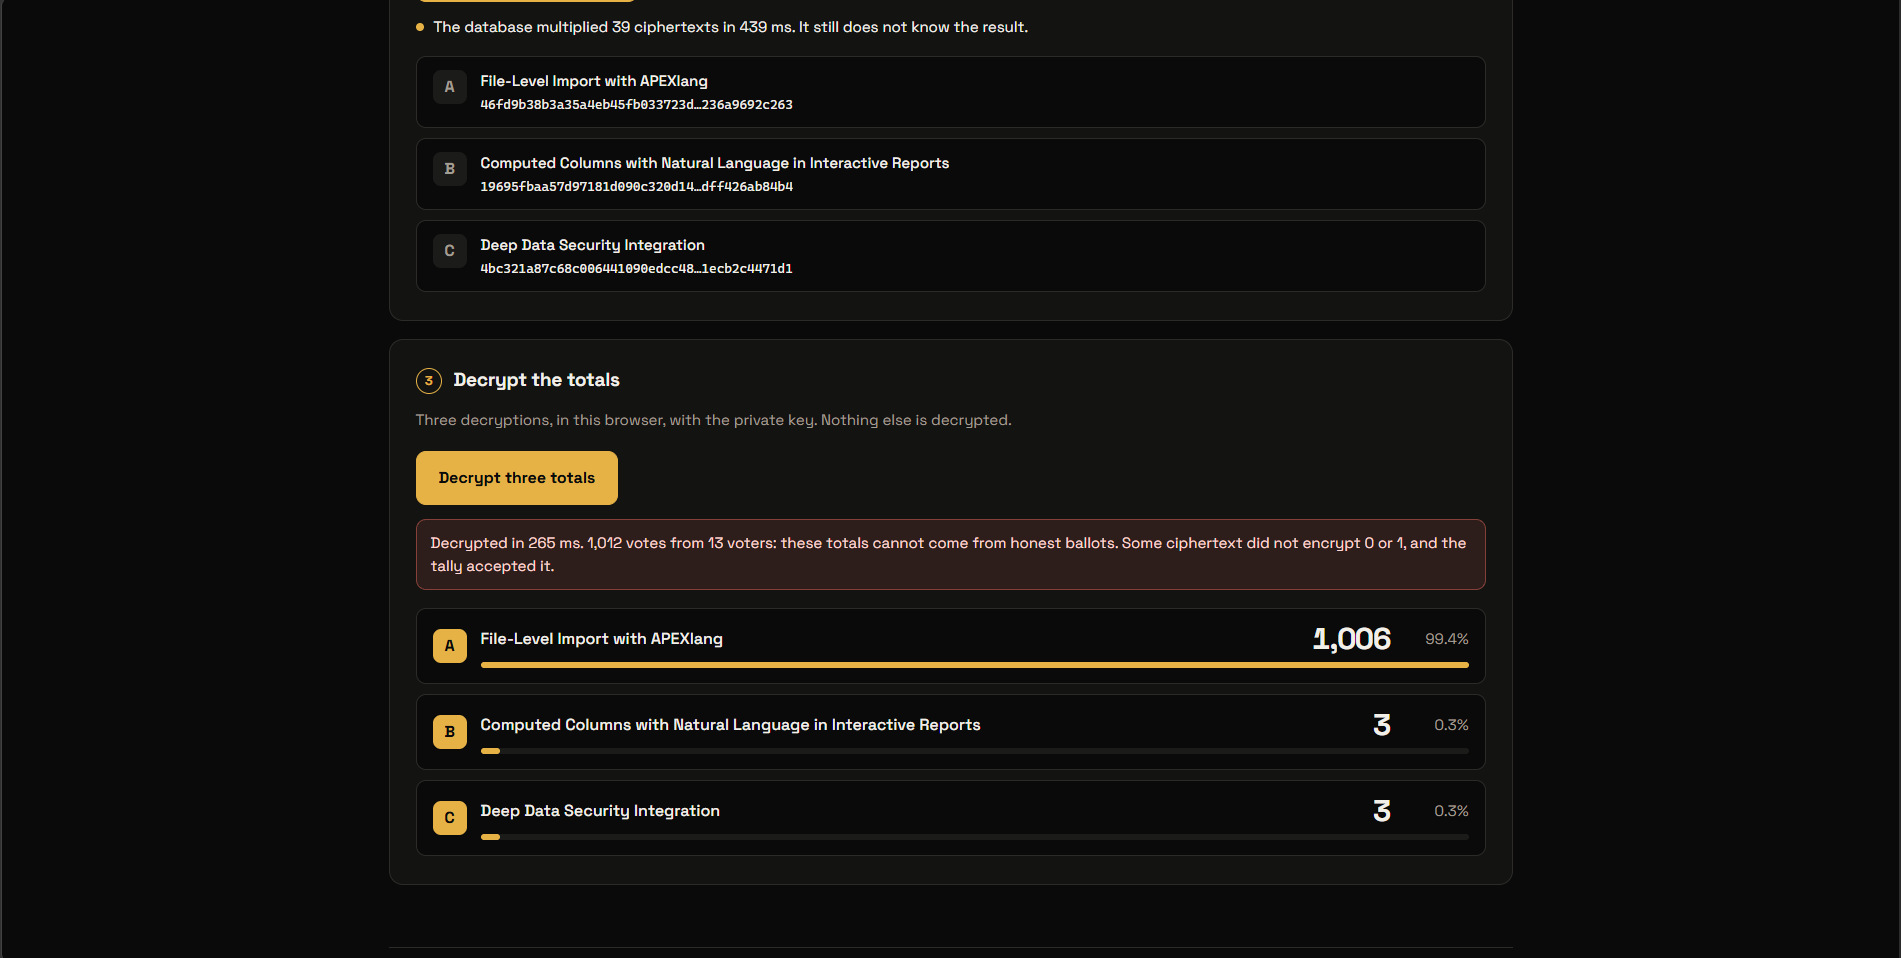 The database multiplied 39 ciphertexts in 439 ms. It still does not know the result.
A
File-Level Import with APEXlang
46fd9b38b3a35a4eb45fb033723d…236a9692c263
B
Computed Columns with Natural Language in Interactive Reports
19695fbaa57d97181d090c320d14…dff426ab84b4
C
Deep Data Security Integration
4bc321a87c68c006441090edcc48…1ecb2c4471d1
3 Decrypt the totals
Three decryptions, in this browser, with the private key. Nothing else is decrypted.
Decrypt three totals
Decrypted in 265 ms. 1,012 votes from 13 voters: these totals cannot come from honest ballots. Some ciphertext did not encrypt 0 or 1, and the
tally accepted it.
A File-Level Import with APEXlang 1,006 99.4%
B Computed Columns with Natural Language in Interactive Reports 3 0.3%
C Deep Data Security Integration 3 0.3%